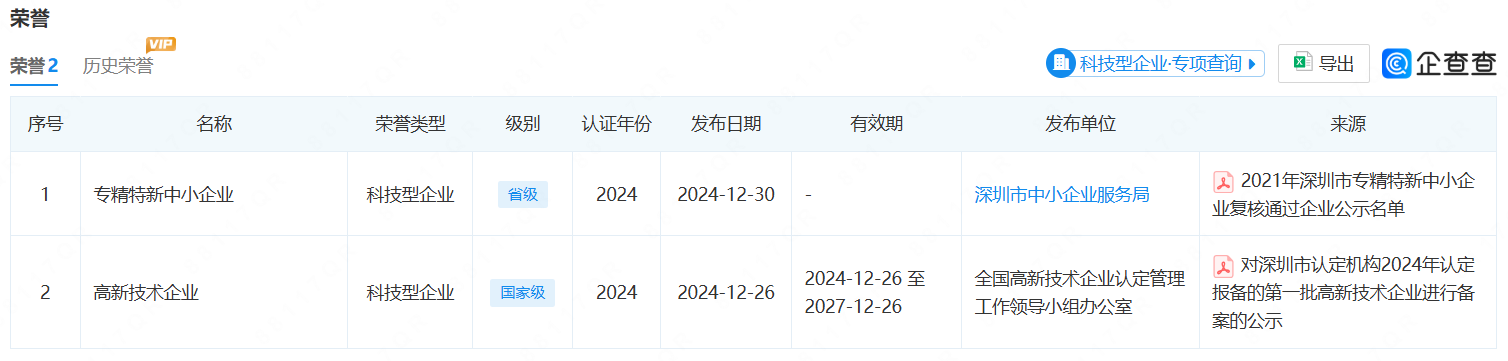 荣誉
荣誉 2 历史荣誉 VIP
科技型企业·专项查询 导出 企查查
序号 名称 荣誉类型 级别 认证年份 发布日期 有效期 发布单位 来源
1 专精特新中小企业 科技型企业 省级 2024 2024-12-30 - 深圳市中小企业服务局 2021年深圳市专精特新中小企
业复核通过企业公示名单
2 高新技术企业 科技型企业 国家级 2024 2024-12-26 2024-12-26 至
2027-12-26
全国高新技术企业认定管理
工作领导小组办公室
对深圳市认定机构2024年认定
报备的第一批高新技术企业进行备
案的公示